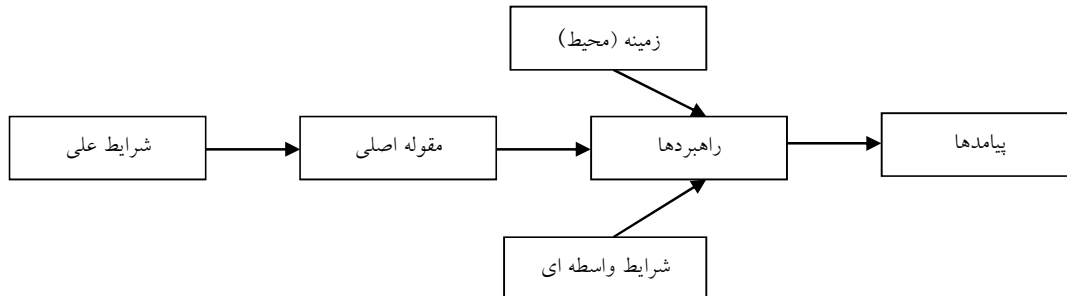 زمینه (محیط)
شرایط علی
مقوله اصلی
راهبردها
پیامدها
شرایط واسطه ای